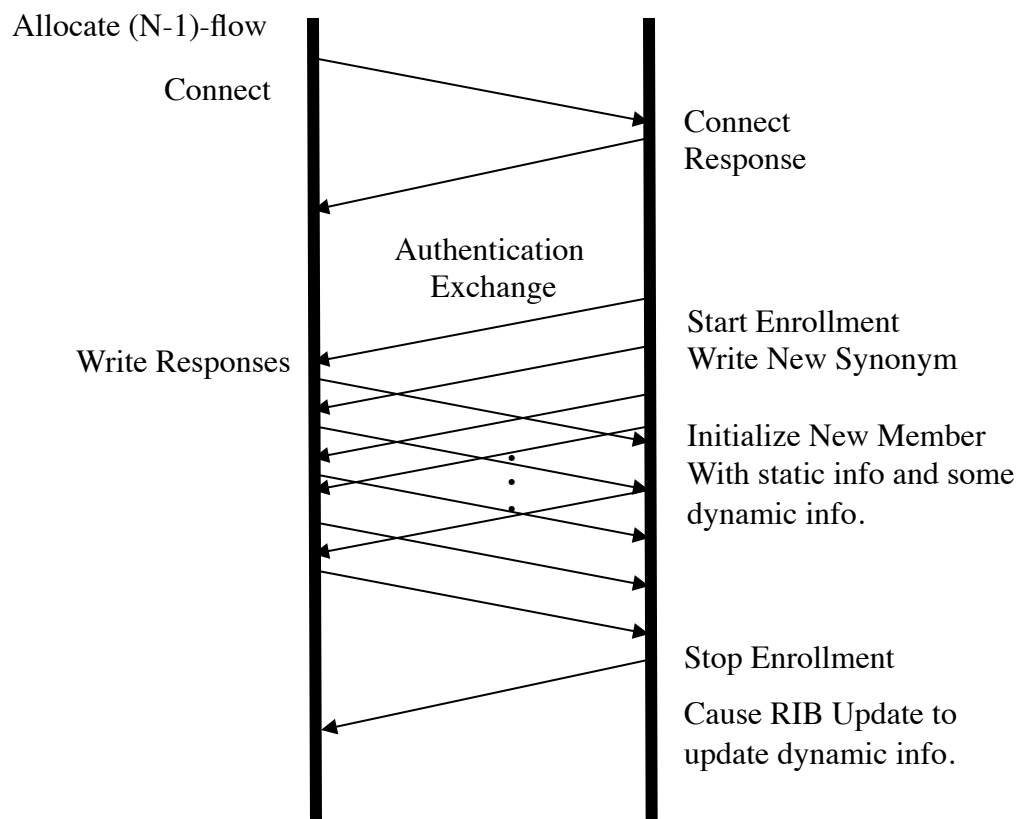 Allocate (N-1)-flow
Connect
Connect
Response
Authentication
Exchange
Start Enrollment
Write Responses
Write New Synonym
Initialize New Member
With static info and some
dynamic info.
Stop Enrollment
Cause RIB Update to
update dynamic info.